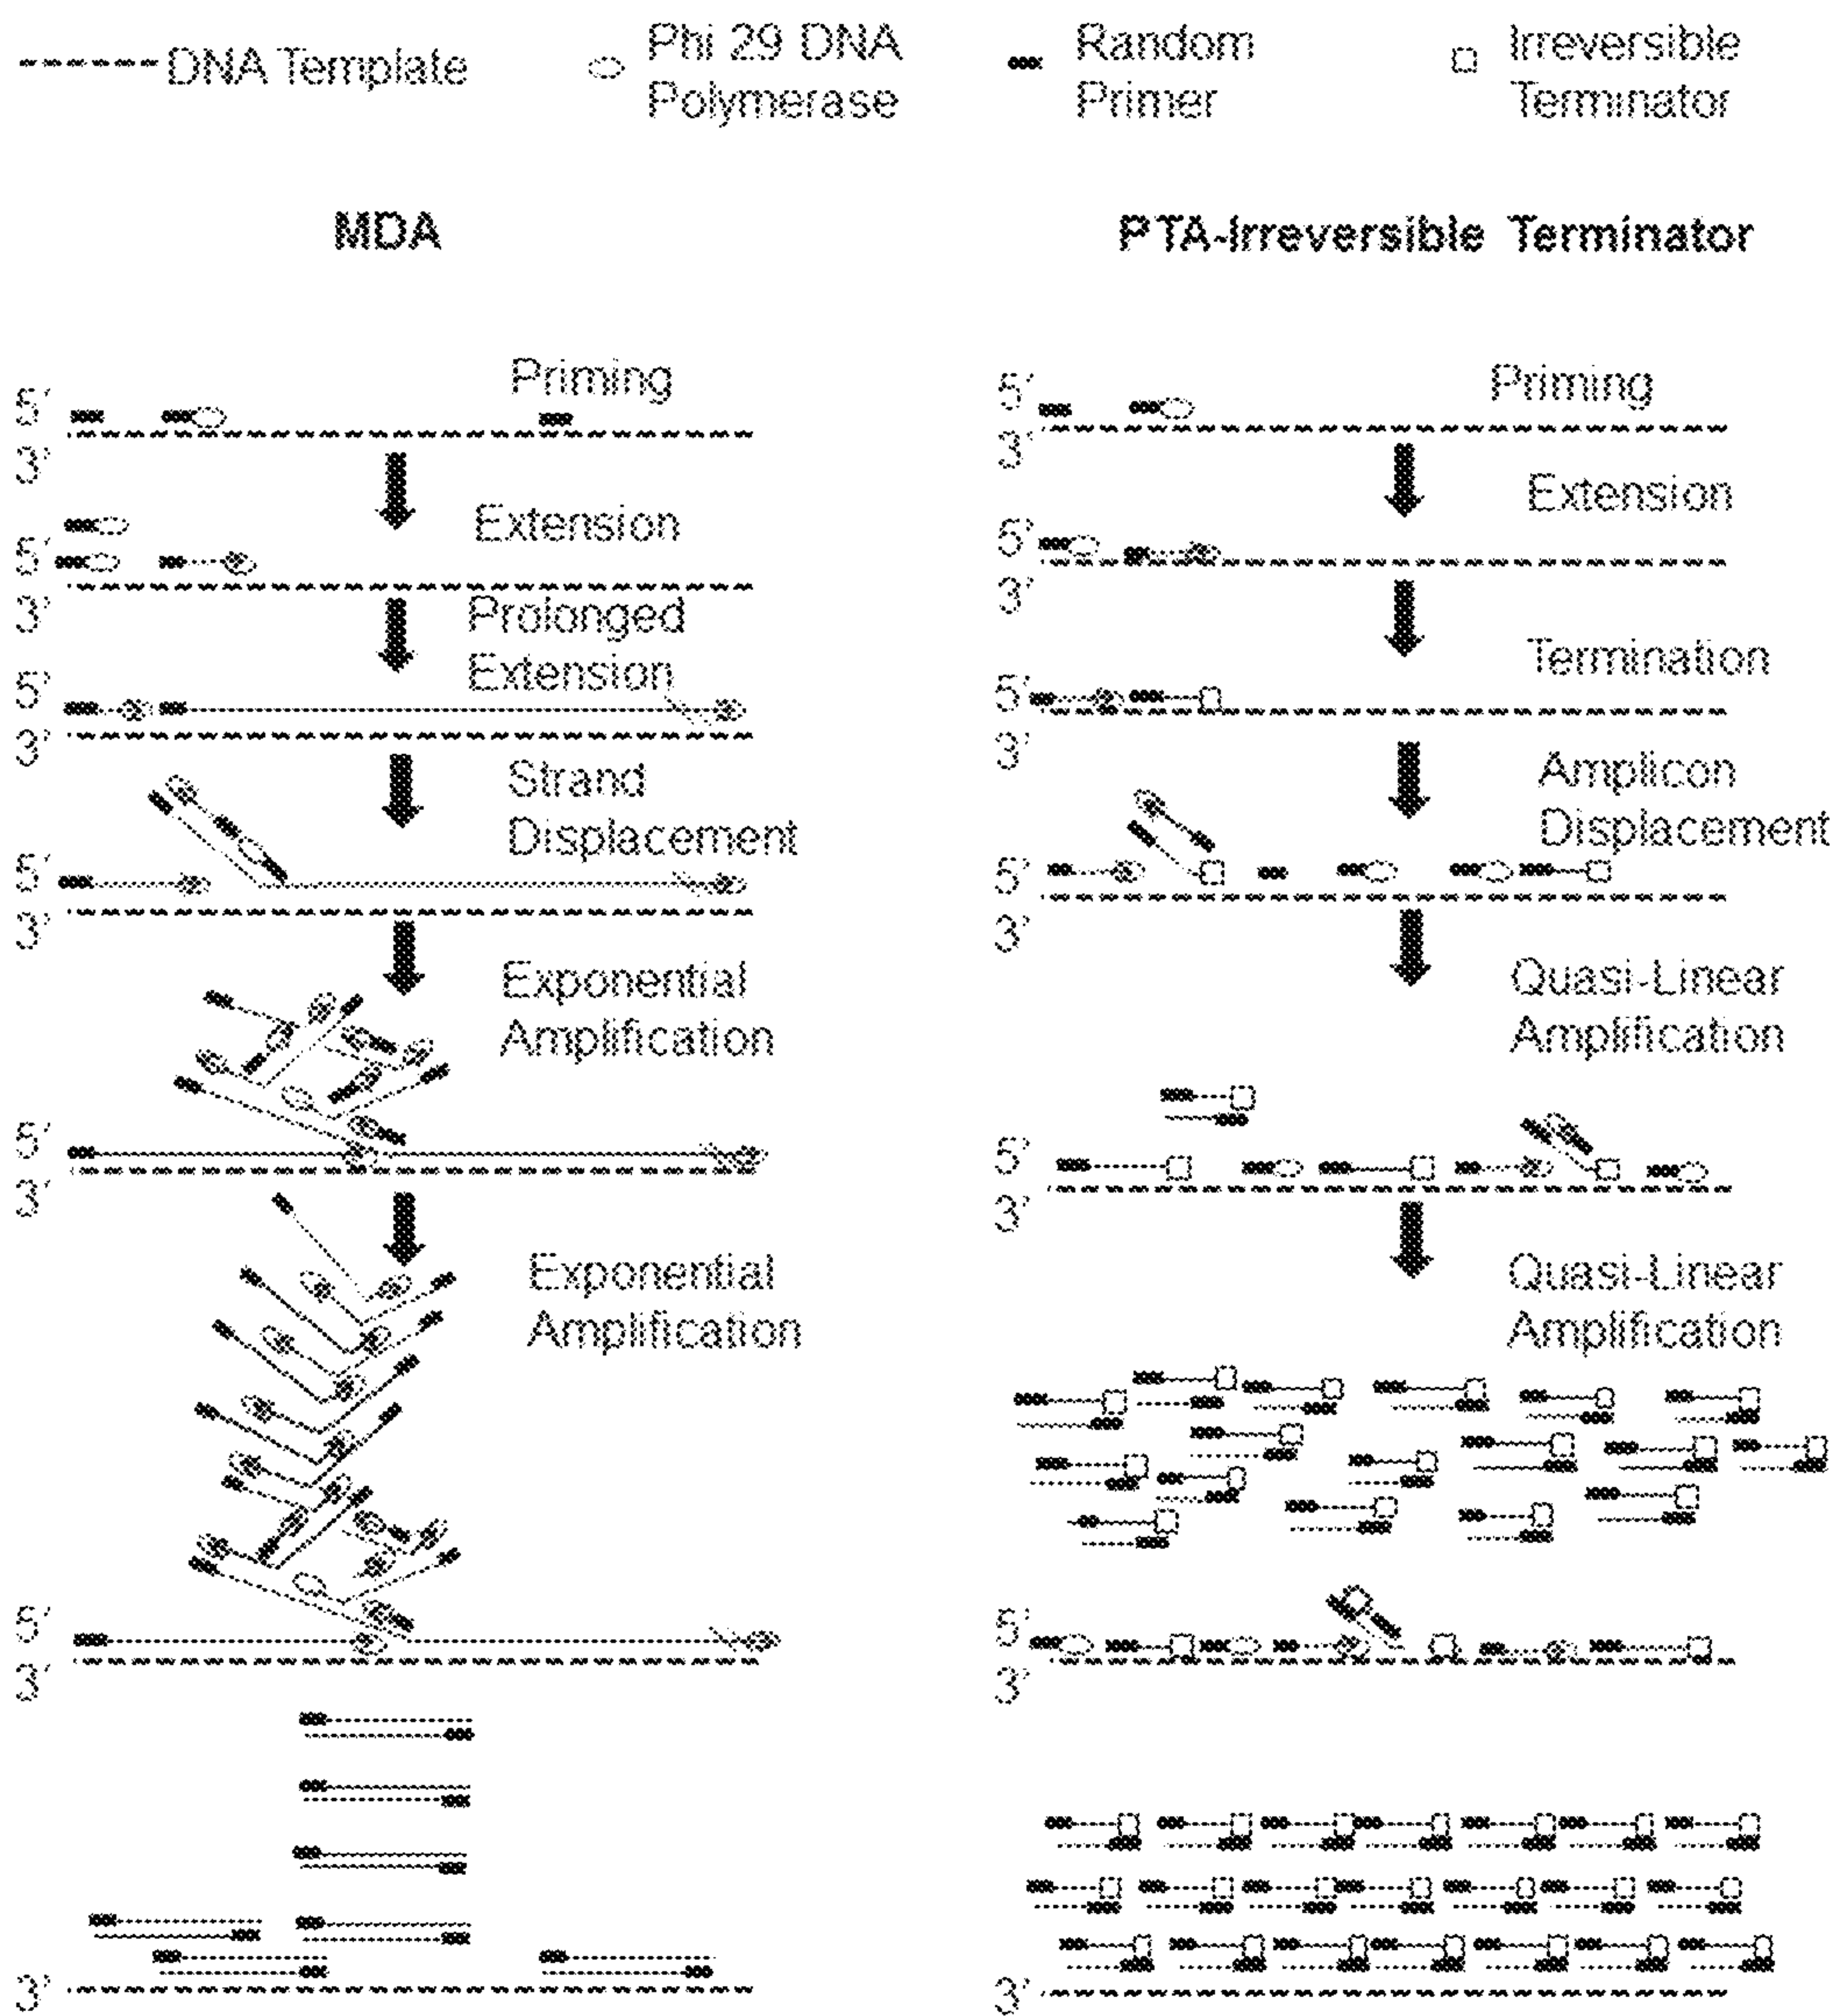 DNA Template
Phi 29 DNA
Polymerase
Random
Primer
Irreversible
Terminator
MDA
Priming
5′
3′
Extension
5′
3′
Prolonged
Extension
5′
3′
Strand
Displacement
5′
3′
Exponential
Amplification
5′
3′
Exponential
Amplification
5′
3′
3′
PTA-Irreversible Terminator
Priming
5′
3′
Extension
5′
3′
Termination
5′
3′
Amplicon
Displacement
5′
3′
Quasi-Linear
Amplification
5′
3′
Quasi-Linear
Amplification
5′
3′
3′